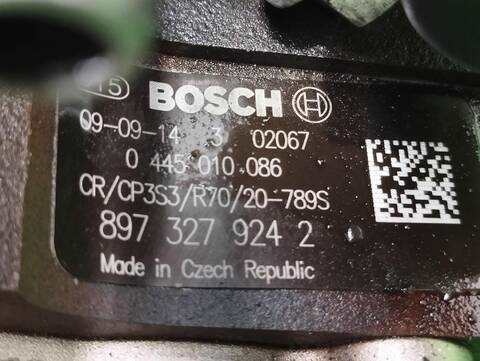 15 BOSCH
09-09-14 3 02067
0 445 010 086
CR/CP3S3/R70/20-789S
897 327 924 2
Made in Czech Republic